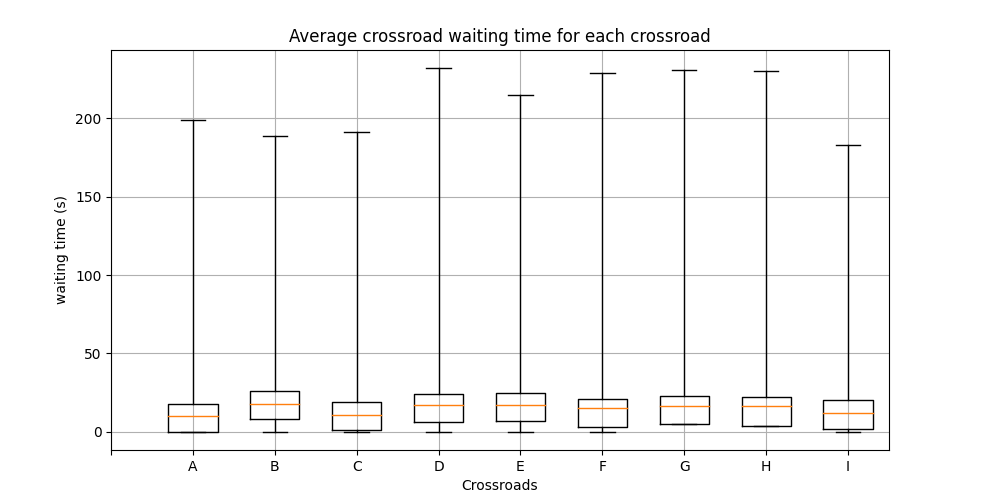 Average crossroad waiting time for each crossroad
waiting time (s)
200
150
100
50
0
A B C D E F G H I
Crossroads